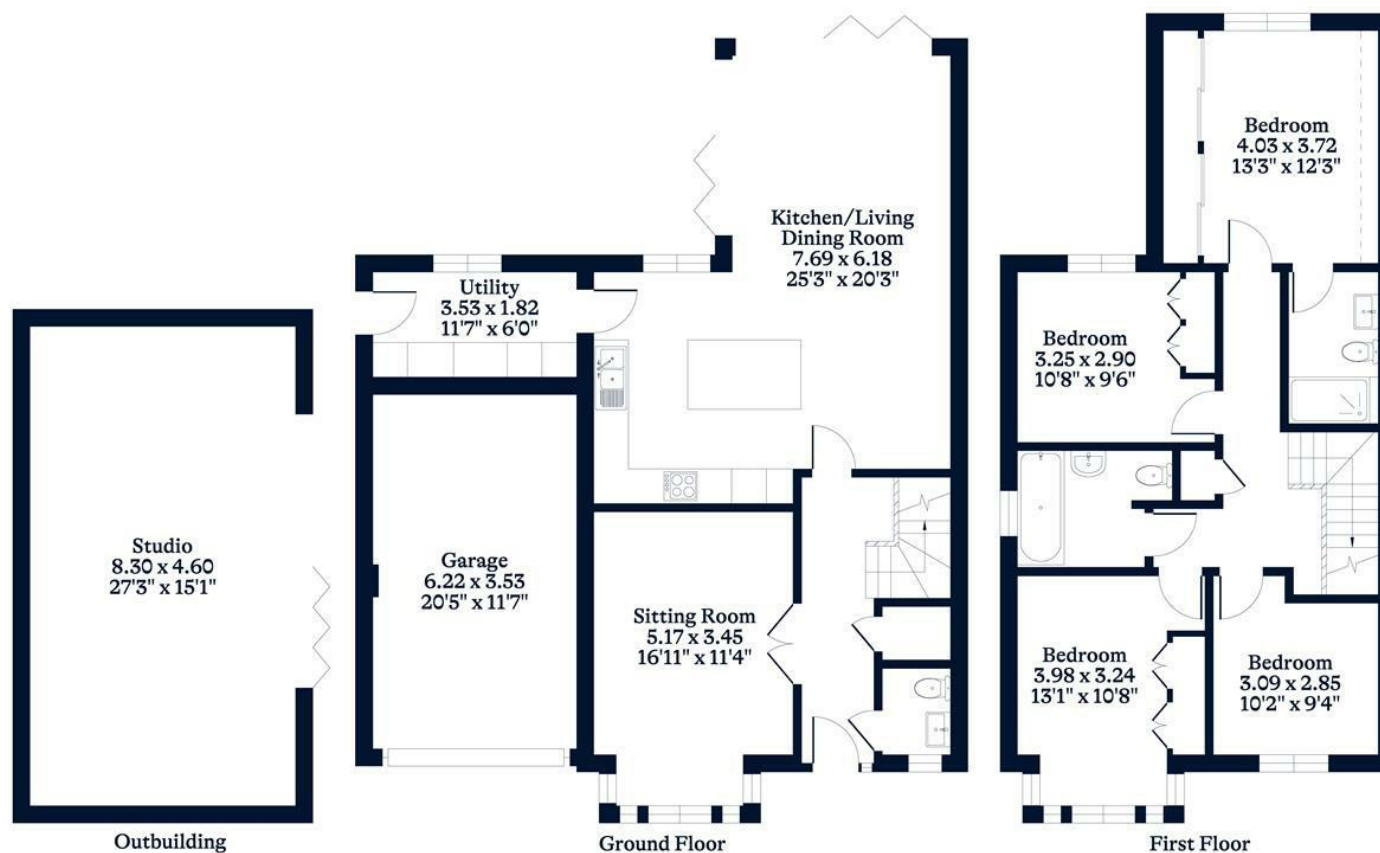 Studio
8.30 x 4.60
27'3" x 15'1"
Outbuilding
Utility
3.53 x 1.82
11'7" x 6'0"
Kitchen/Living
Dining Room
7.69 x 6.18
25'3" x 20'3"
Garage
6.22 x 3.53
20'5" x 11'7"
Sitting Room
5.17 x 3.45
16'11" x 11'4"
Ground Floor
Bedroom
4.03 x 3.72
13'3" x 12'3"
Bedroom
3.25 x 2.90
10'8" x 9'6"
Bedroom
3.98 x 3.24
13'1" x 10'8"
Bedroom
3.09 x 2.85
10'2" x 9'4"
First Floor